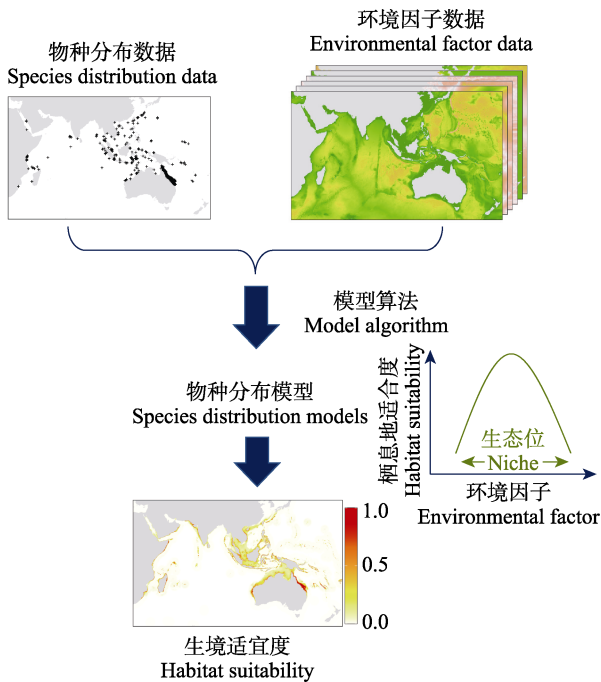 物种分布数据
Species distribution data
环境因子数据
Environmental factor data
模型算法
Model algorithm
物种分布模型
Species distribution models
栖息地适合度
Habitat suitability
生态位
Niche
环境因子
Environmental factor
1.0
0.5
0.0
生境适宜度
Habitat suitability